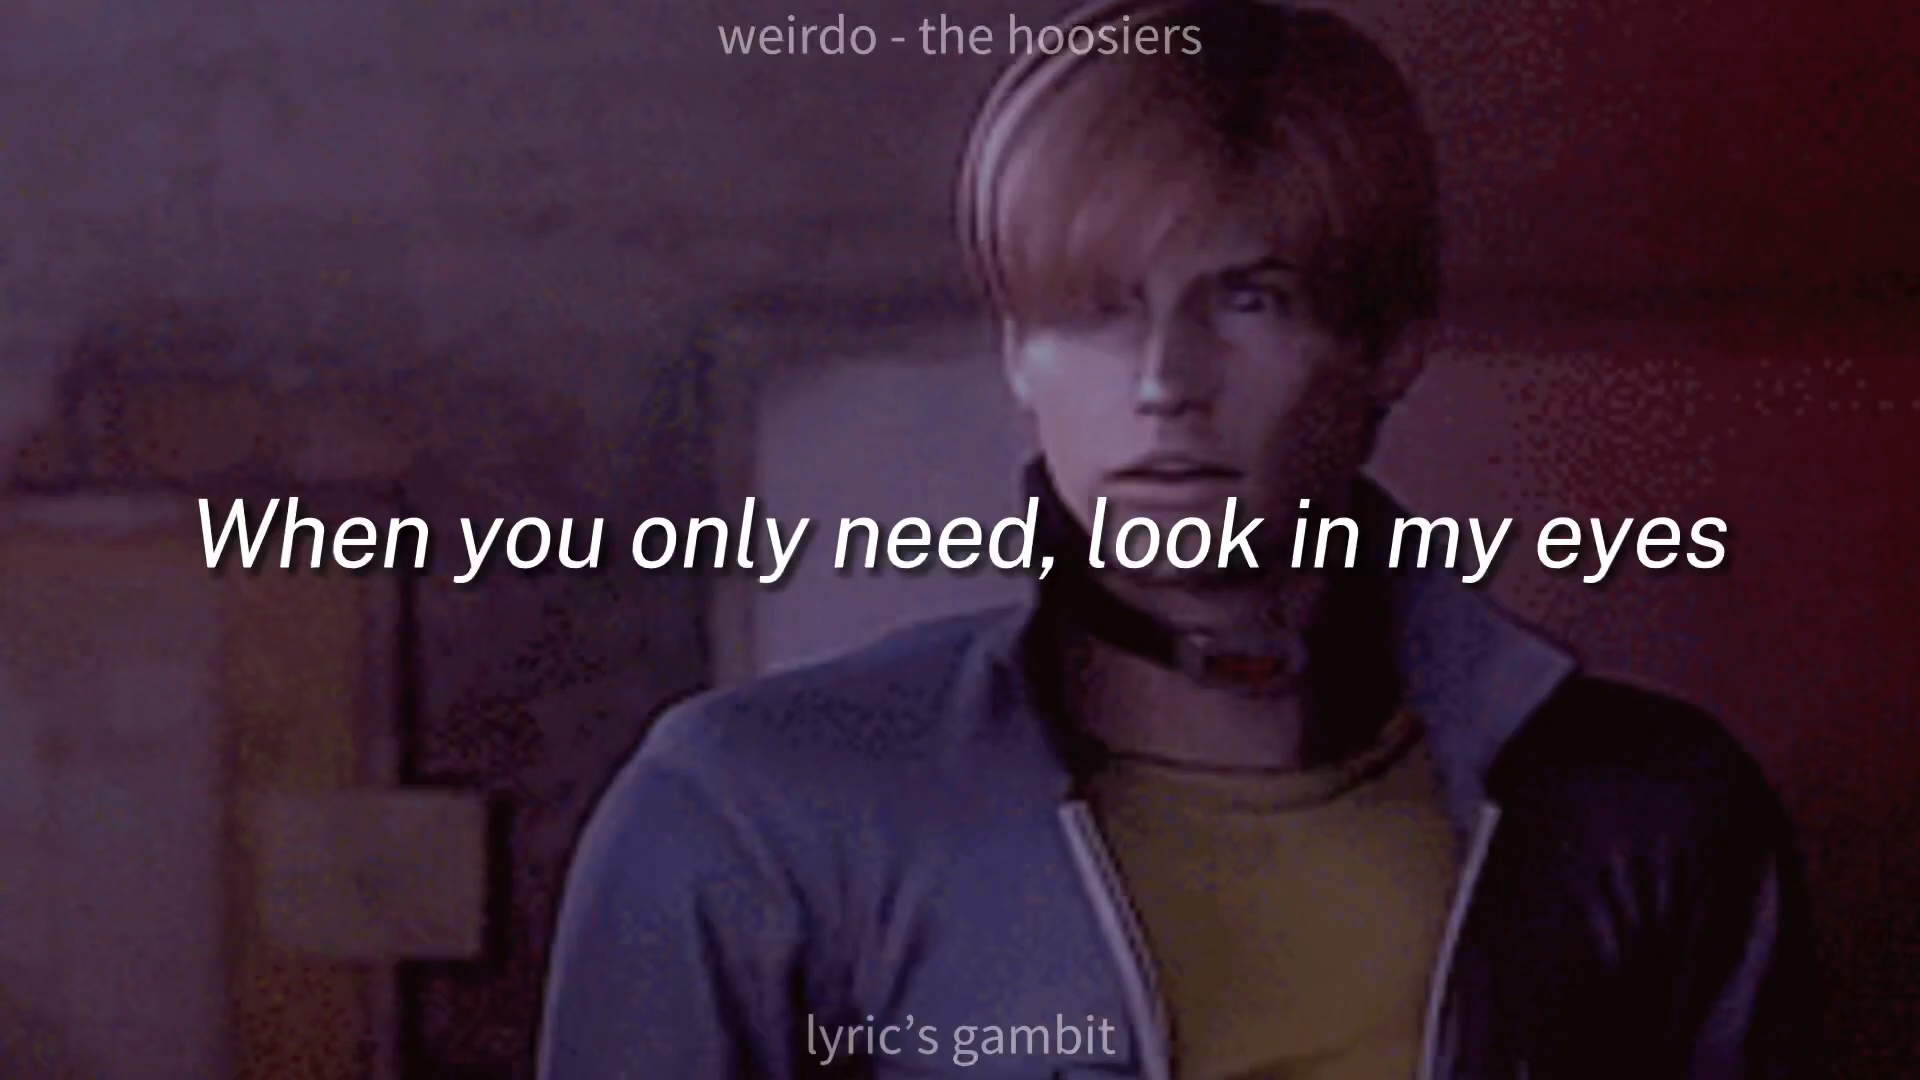 weirdo - the hoosiers
When you only need, look in my eyes
lyric’s gambit